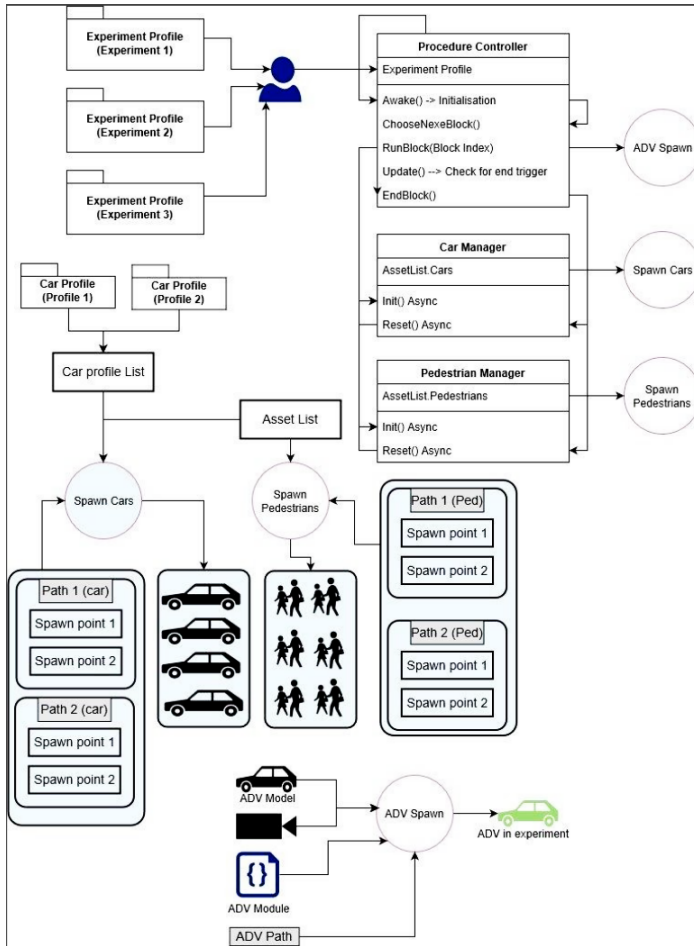 Experiment Profile
(Experiment 1)
Experiment Profile
(Experiment 2)
Experiment Profile
(Experiment 3)
Procedure Controller
Experiment Profile
Awake() -> Initialisation
ChooseNexeBlock()
RunBlock(Block Index)
Update() --> Check for end trigger
EndBlock()
ADV Spawn
Car Manager
AssetList.Cars
Init() Async
Reset() Async
Spawn Cars
Pedestrian Manager
AssetList.Pedestrians
Init() Async
Reset() Async
Spawn
Pedestrians
Car Profile
(Profile 1)
Car Profile
(Profile 2)
Car profile List
Asset List
Spawn Cars
Spawn
Pedestrians
Path 1 (car)
Spawn point 1
Spawn point 2
Path 2 (car)
Spawn point 1
Spawn point 2
Path 1 (Ped)
Spawn point 1
Spawn point 2
Path 2 (Ped)
Spawn point 1
Spawn point 2
ADV Model
{}
ADV Module
ADV Path
ADV Spawn
ADV in experiment